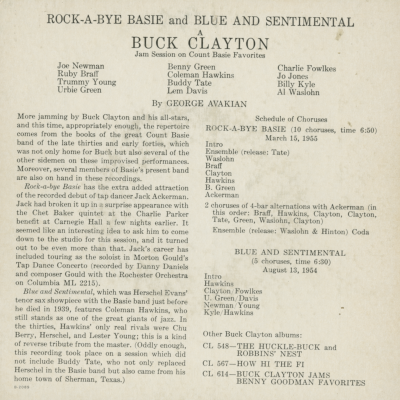 ROCK-A-BYE BASIE and BLUE AND SENTIMENTAL
A
BUCK CLAYTON
Jam Session on Count Basie Favorites
Joe Newman
Ruby Braff
Trummy Young
Urbie Green
Benny Green
Coleman Hawkins
Buddy Tate
Lem Davis
Charlie Fowlkes
Jo Jones
Billy Kyle
Al Waslohn
By GEORGE AVAKIAN
More jamming by Buck Clayton and his all-stars,
and this time, appropriately enough, the repertoire
comes from the books of the great Count Basie
band of the late thirties and early forties, which
was not only home for Buck but also several of the
other sidemen on these improvised performances.
Moreover, several members of Basie's present band
are also on hand in these recordings.
Rock-a-bye Basie has the extra added attraction
of the recorded debut of tap dancer Jack Ackerman.
Jack had broken it up in a surprise appearance with
the Chet Baker quintet at the Charlie Parker
benefit at Carnegie Hall a few nights earlier. It
seemed like an interesting idea to ask him to come
down to the studio for this session, and it turned
out to be even more than that. Jack's career has
included touring as the soloist in Morton Gould's
Tap Dance Concerto (recorded by Danny Daniels
and composer Gould with the Rochester Orchestra
on Columbia ML 2215).
Blue and Sentimental, which was Herschel Evans'
tenor sax showpiece with the Basie band just before
he died in 1939, features Coleman Hawkins, who
still stands as one of the great giants of jazz. In
the thirties, Hawkins' only real rivals were Chu
Berry, Herschel, and Lester Young; this is a kind
of reverse tribute from the master. (Oddly enough,
this recording took place on a session which did
not include Buddy Tate, who not only replaced
Herschel in the Basie band but also came from his
home town of Sherman, Texas.)
Schedule of Choruses
ROCK-A-BYE BASIE (10 choruses, time 6:50)
March 15, 1955
Intro
Ensemble (release: Tate)
Waslohn
Braff
Clayton
Hawkins
B. Green
Ackerman
2 choruses of 4-bar alternations with Ackerman (in
this order: Braff, Hawkins, Clayton, Clayton,
Tate, Green, Waslohn, Clayton)
Ensemble (release: Waslohn & Hinton) Coda
BLUE AND SENTIMENTAL
(5 choruses, time 6:30)
August 13, 1954
Intro
Hawkins
Clayton/Fowlkes
U. Green/Davis
Newman/Young
Kyle/Hawkins
Other Buck Clayton albums:
CL 548—THE HUCKLE-BUCK and
ROBBINS' NEST
CL 567—HOW HI THE FI
CL 614—BUCK CLAYTON JAMS
BENNY GOODMAN FAVORITES